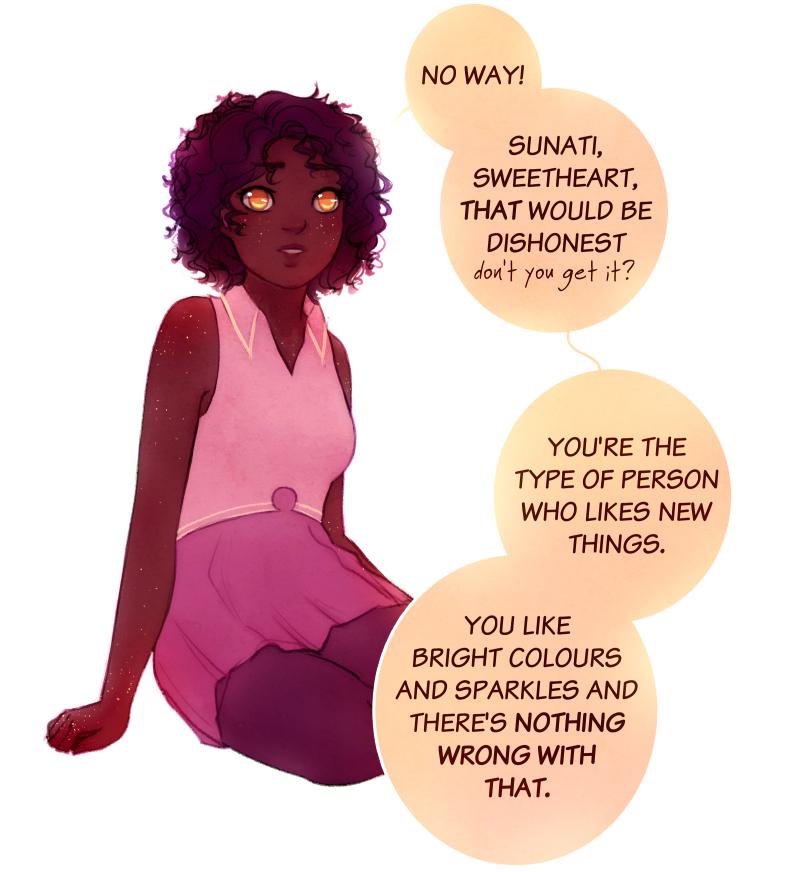 NO WAY!
SUNATI,
SWEETHEART,
THAT WOULD BE
DISHONEST
don't you get it?
YOU'RE THE
TYPE OF PERSON
WHO LIKES NEW
THINGS.
YOU LIKE
BRIGHT COLOURS
AND SPARKLES AND
THERE'S NOTHING
WRONG WITH
THAT.